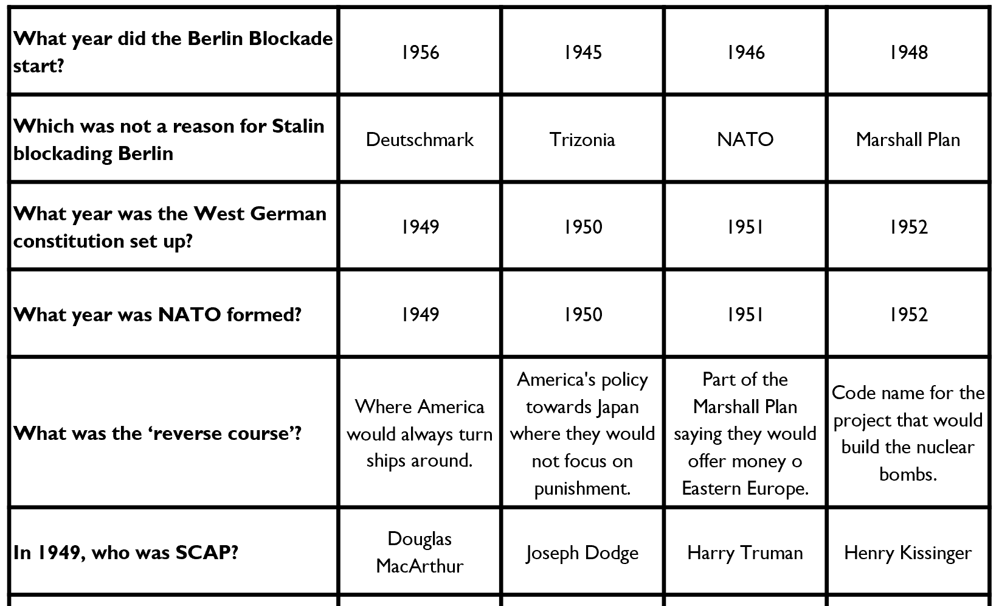 What year did the Berlin Blockade
start?
1956
1945
1946
1948
Which was not a reason for Stalin
blockading Berlin
Deutschmark
Trizonia
NATO
Marshall Plan
What year was the West German
constitution set up?
1949
1950
1951
1952
What year was NATO formed?
1949
1950
1951
1952
What was the ‘reverse course’?
Where America
would always turn
ships around.
America's policy
towards Japan
where they would
not focus on
punishment.
Part of the
Marshall Plan
saying they would
offer money o
Eastern Europe.
Code name for the
project that would
build the nuclear
bombs.
In 1949, who was SCAP?
Douglas
MacArthur
Joseph Dodge
Harry Truman
Henry Kissinger